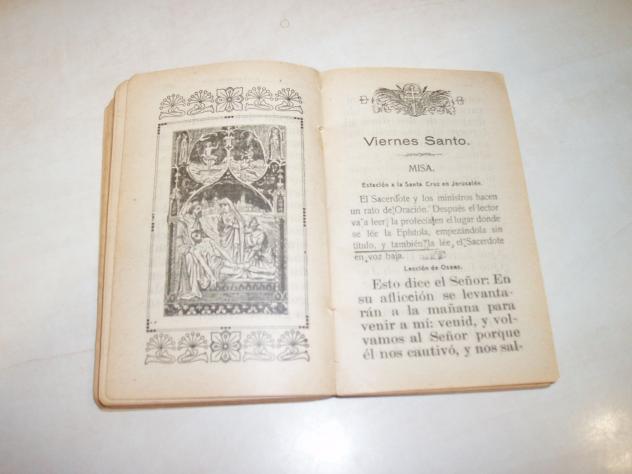 Viernes Santo.
MISA.
Estación a la Santa Cruz en Jerusalén.
El Sacerdote y los ministros hacen
un rato de Oración. Después el lector
va a leer la profecía en el lugar donde
se lée la Epístola, empezándola sin
título, y también la lée el Sacerdote
en voz baja.
Lección de Oseas.
Esto dice el Señor: En
su aflicción se levanta-
rán a la mañana para
venir a mí: venid, y vol-
vamos al Señor porque
él nos cautivó, y nos sal-